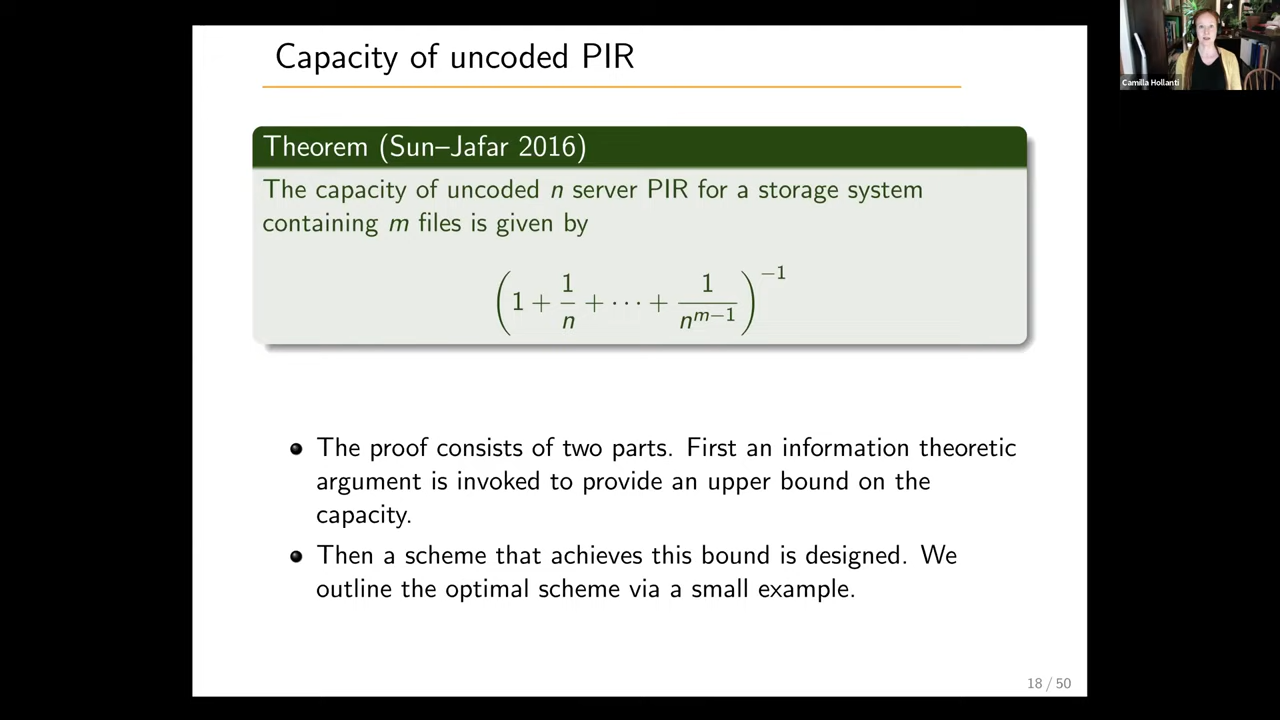 Capacity of uncoded PIR
Camilla Hollanti
Theorem (Sun–Jafar 2016)
The capacity of uncoded n server PIR for a storage system
containing m files is given by
(1 + 1/n + ··· + 1/n^{m−1})^{−1}
The proof consists of two parts. First an information theoretic
argument is invoked to provide an upper bound on the
capacity.
Then a scheme that achieves this bound is designed. We
outline the optimal scheme via a small example.
18 / 50